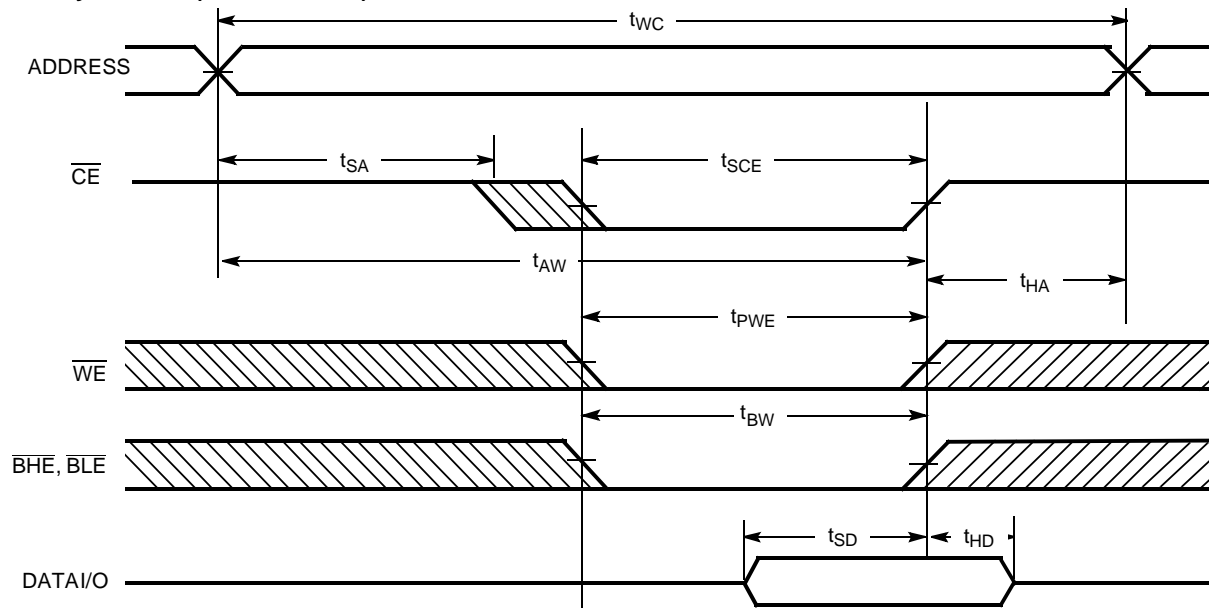 tWC
ADDRESS
tSA
tSCE
CE
tAW
tHA
tPWE
WE
tBW
BHE, BLE
tSD
tHD
DATAI/O